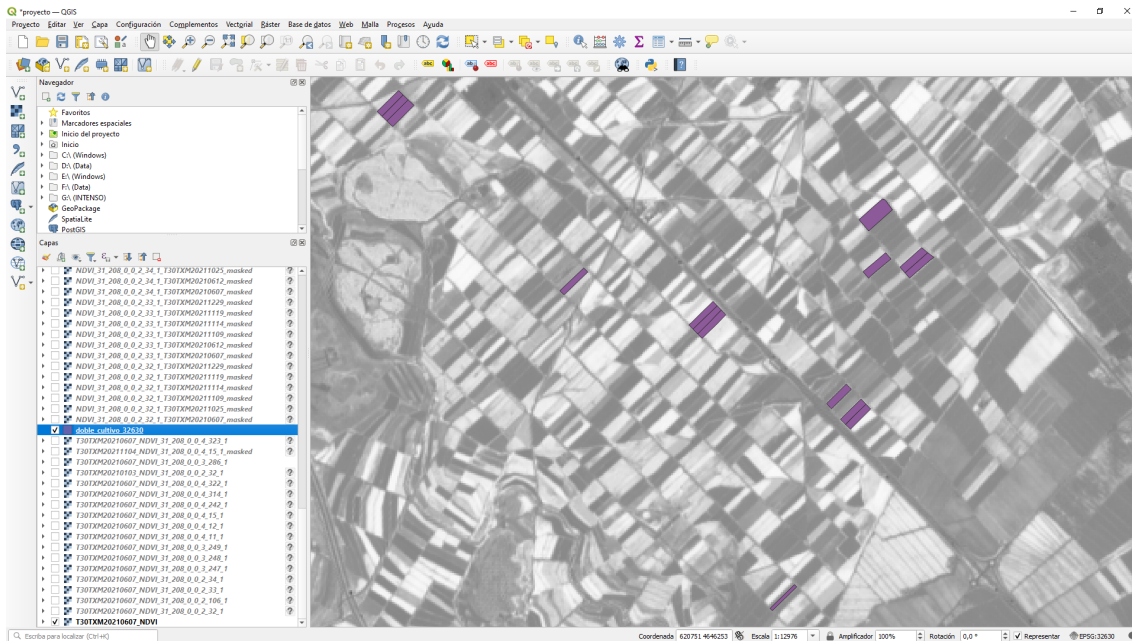 *proyecto — QGIS
Proyecto Editar Ver Capa Configuración Complementos Vectorial Ráster Base de datos Web Malla Procesos Ayuda
Navegador
Favoritos
Marcadores espaciales
Inicio del proyecto
Inicio
C:\ (Windows)
D:\ (Data)
E:\ (Windows)
F:\ (Data)
G:\ (INTENSO)
GeoPackage
SpatiaLite
PostGIS
Capas
NDVI_31_208_0_0_2_34_1_T30TXM20211025_masked
NDVI_31_208_0_0_2_34_1_T30TXM20210612_masked
NDVI_31_208_0_0_2_34_1_T30TXM20210607_masked
NDVI_31_208_0_0_2_33_1_T30TXM20211229_masked
NDVI_31_208_0_0_2_33_1_T30TXM20211119_masked
NDVI_31_208_0_0_2_33_1_T30TXM20211114_masked
NDVI_31_208_0_0_2_33_1_T30TXM20211109_masked
NDVI_31_208_0_0_2_33_1_T30TXM20210612_masked
NDVI_31_208_0_0_2_33_1_T30TXM20210607_masked
NDVI_31_208_0_0_2_32_1_T30TXM20211229_masked
NDVI_31_208_0_0_2_32_1_T30TXM20211119_masked
NDVI_31_208_0_0_2_32_1_T30TXM20211114_masked
NDVI_31_208_0_0_2_32_1_T30TXM20211109_masked
NDVI_31_208_0_0_2_32_1_T30TXM20211025_masked
NDVI_31_208_0_0_2_32_1_T30TXM20210607_masked
doble_cultivo_32630
T30TXM20210607_NDVI_31_208_0_0_4_323_1
T30TXM20211104_NDVI_31_208_0_0_4_15_1_masked
T30TXM20210607_NDVI_31_208_0_0_3_286_1
T30TXM20210103_NDVI_31_208_0_0_2_32_1
T30TXM20210607_NDVI_31_208_0_0_4_322_1
T30TXM20210607_NDVI_31_208_0_0_4_314_1
T30TXM20210607_NDVI_31_208_0_0_4_242_1
T30TXM20210607_NDVI_31_208_0_0_4_15_1
T30TXM20210607_NDVI_31_208_0_0_4_12_1
T30TXM20210607_NDVI_31_208_0_0_4_11_1
T30TXM20210607_NDVI_31_208_0_0_3_249_1
T30TXM20210607_NDVI_31_208_0_0_3_248_1
T30TXM20210607_NDVI_31_208_0_0_3_247_1
T30TXM20210607_NDVI_31_208_0_0_2_34_1
T30TXM20210607_NDVI_31_208_0_0_2_33_1
T30TXM20210607_NDVI_31_208_0_0_2_106_1
T30TXM20210607_NDVI_31_208_0_0_2_32_1
T30TXM20210607_NDVI
Escriba para localizar (Ctrl+K)
Coordenada 620751 4646253 Escala 1:12976 Amplificador 100% Rotación 0,0 ° Representar EPSG:32630